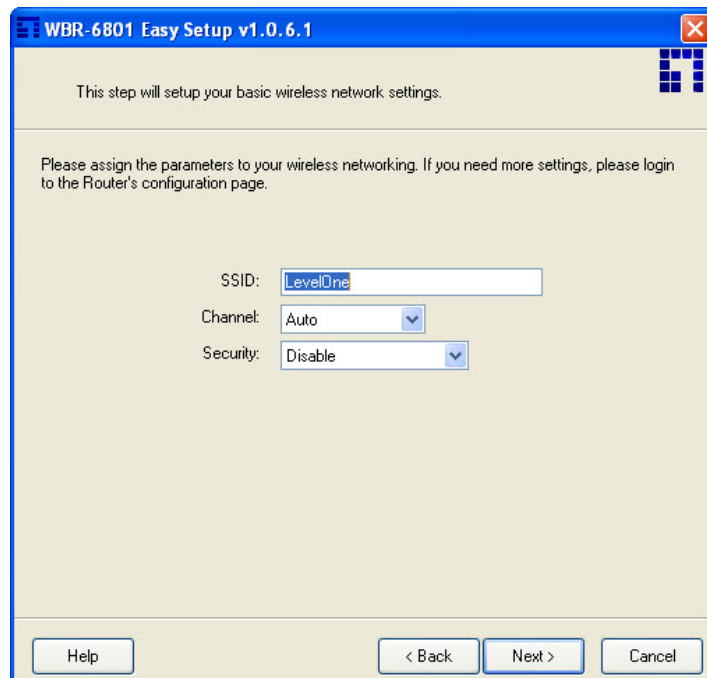 WBR-6801 Easy Setup v1.0.6.1
This step will setup your basic wireless network settings.
Please assign the parameters to your wireless networking. If you need more settings, please login
to the Router's configuration page.
SSID: LevelOne
Channel: Auto
Security: Disable
Help < Back Next > Cancel